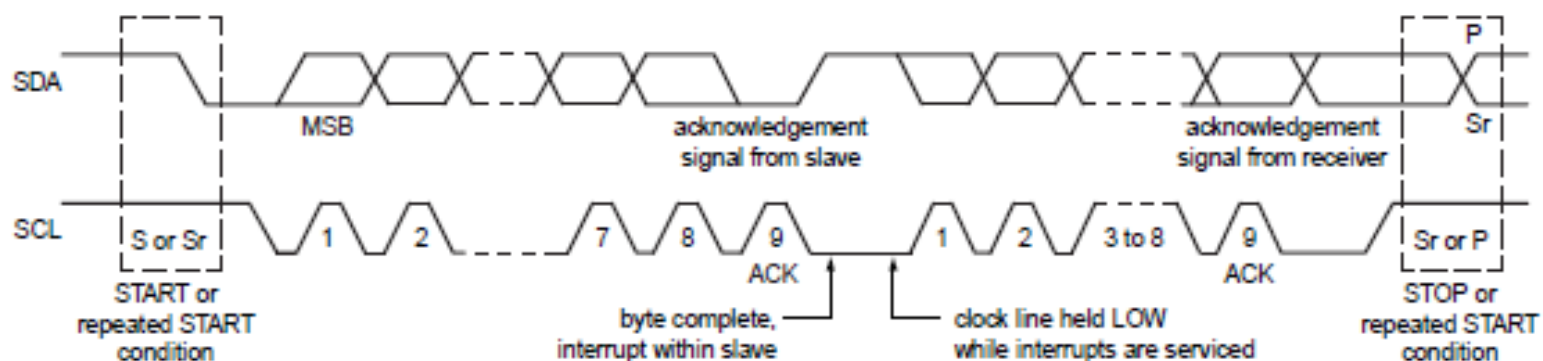 P
SDA
MSB
acknowledgement
signal from slave
acknowledgement
signal from receiver
Sr
SCL
S or Sr
1
2
7
8
9
1
2
3 to 8
9
Sr or P
ACK
ACK
START or
repeated START
condition
byte complete,
interrupt within slave
clock line held LOW
while interrupts are serviced
STOP or
repeated START
condition